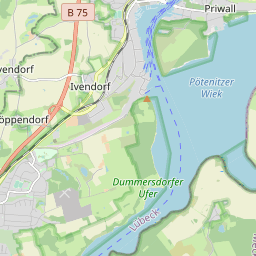 B 75
Priwall
vendorf
Ivendorf
Pötenitzer
Wiek
öppendorf
Dummersdorfer
Ufer
Lübeck